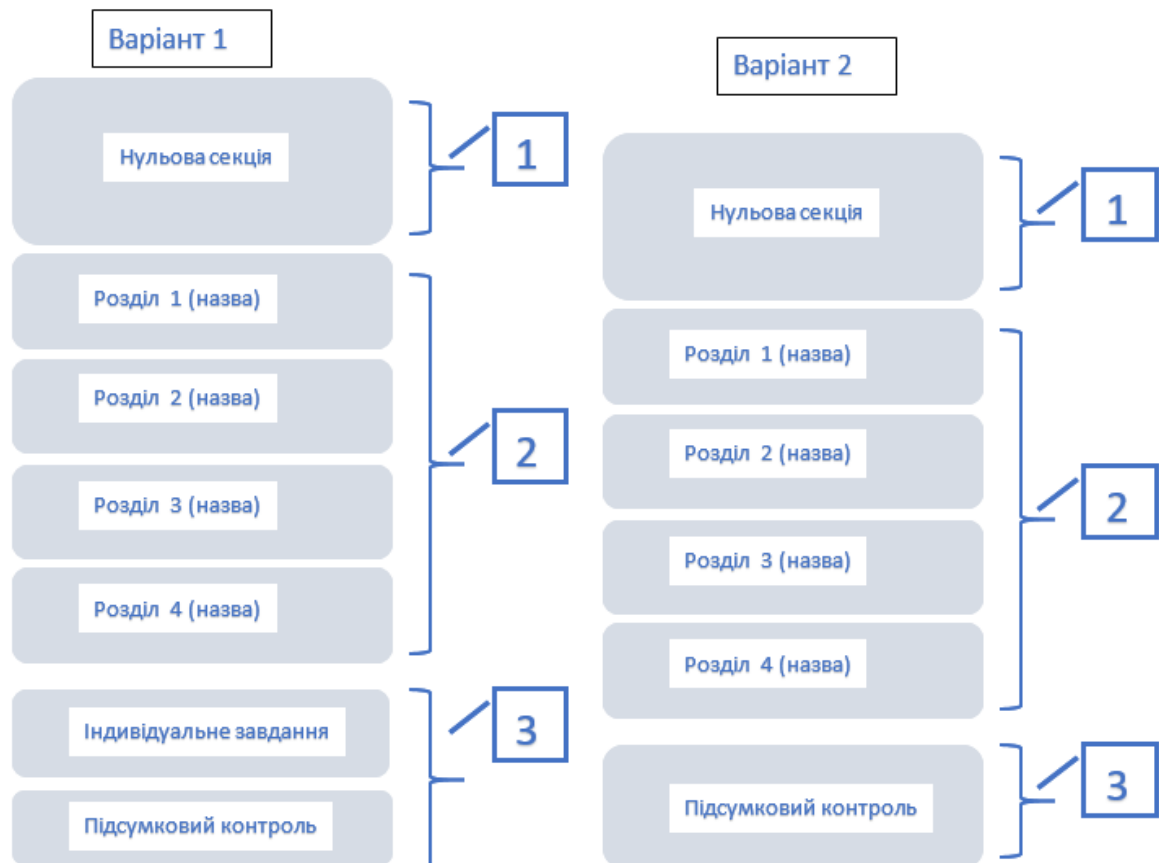 Варіант 1
Нульова секція
1
Розділ 1 (назва)
Розділ 2 (назва)
Розділ 3 (назва)
Розділ 4 (назва)
2
Індивідуальне завдання
Підсумковий контроль
3
Варіант 2
Нульова секція
1
Розділ 1 (назва)
Розділ 2 (назва)
Розділ 3 (назва)
Розділ 4 (назва)
2
Підсумковий контроль
3